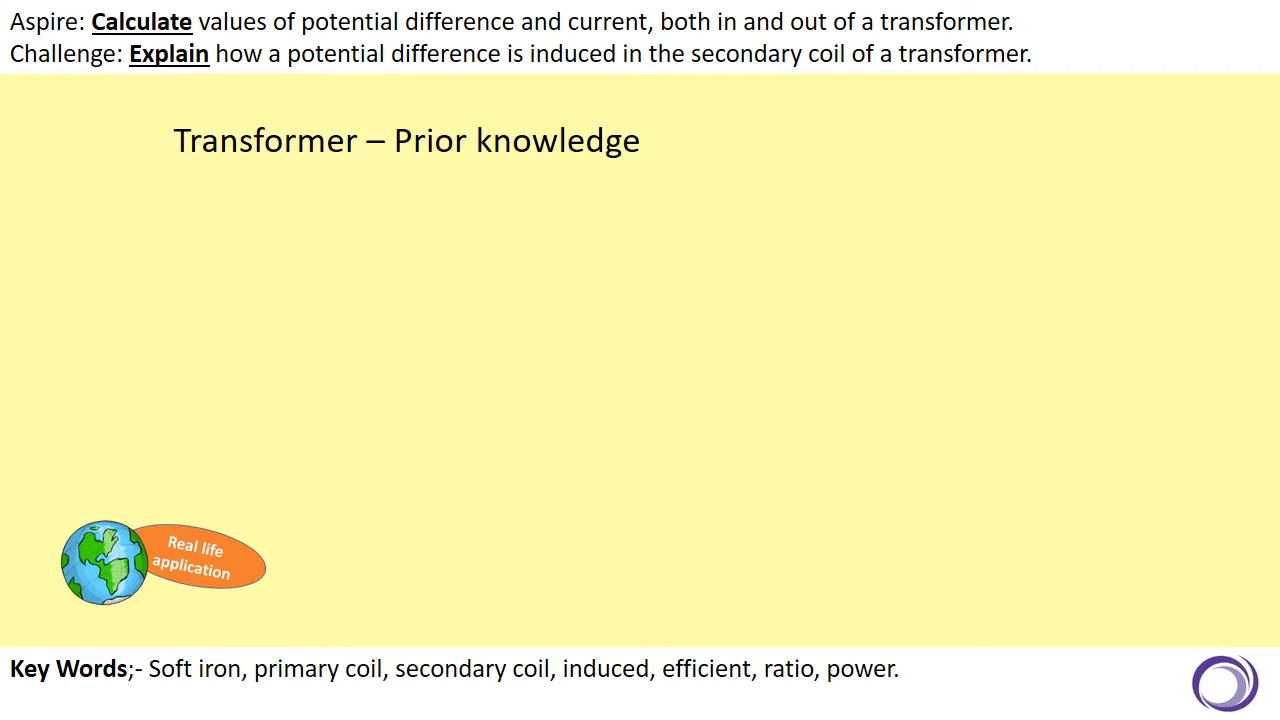 Aspire: Calculate values of potential difference and current, both in and out of a transformer.
Challenge: Explain how a potential difference is induced in the secondary coil of a transformer.
Transformer – Prior knowledge
Real life
application
Key Words;- Soft iron, primary coil, secondary coil, induced, efficient, ratio, power.